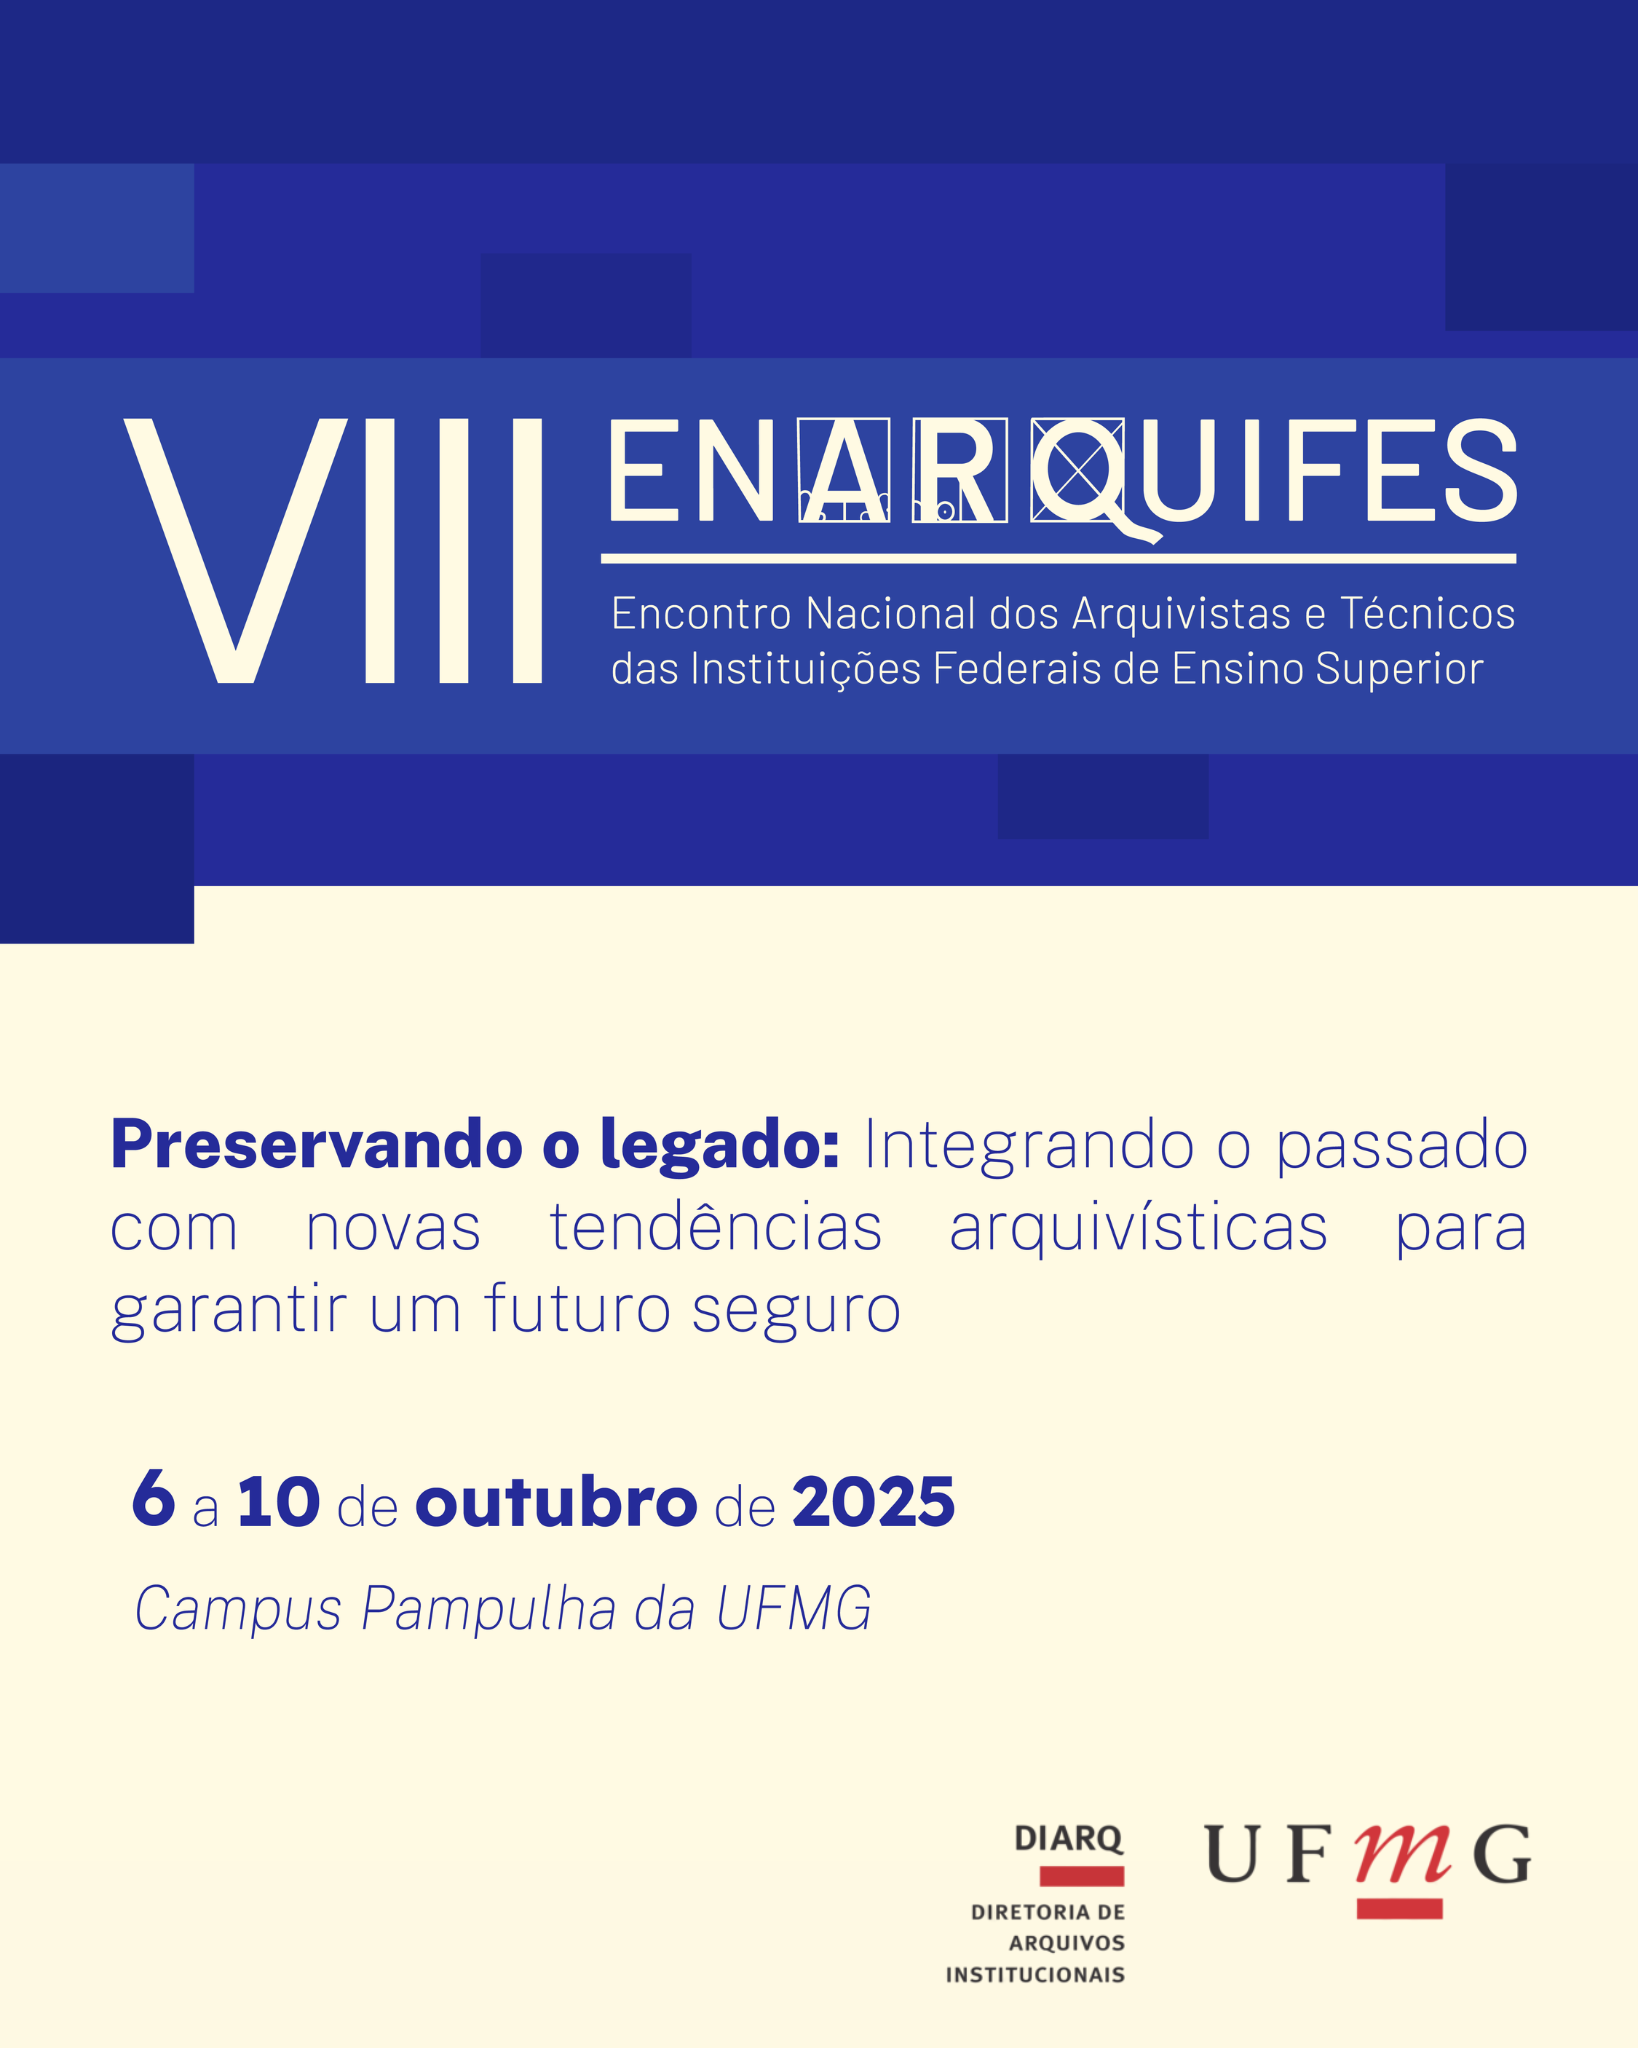 VIII ENARQUIFES
Encontro Nacional dos Arquivistas e Técnicos
das Instituições Federais de Ensino Superior
Preservando o legado: Integrando o passado
com novas tendências arquivísticas para
garantir um futuro seguro
6 a 10 de outubro de 2025
Campus Pampulha da UFMG
DIARQ
DIRETORIA DE
ARQUIVOS
INSTITUCIONAIS
UFmG